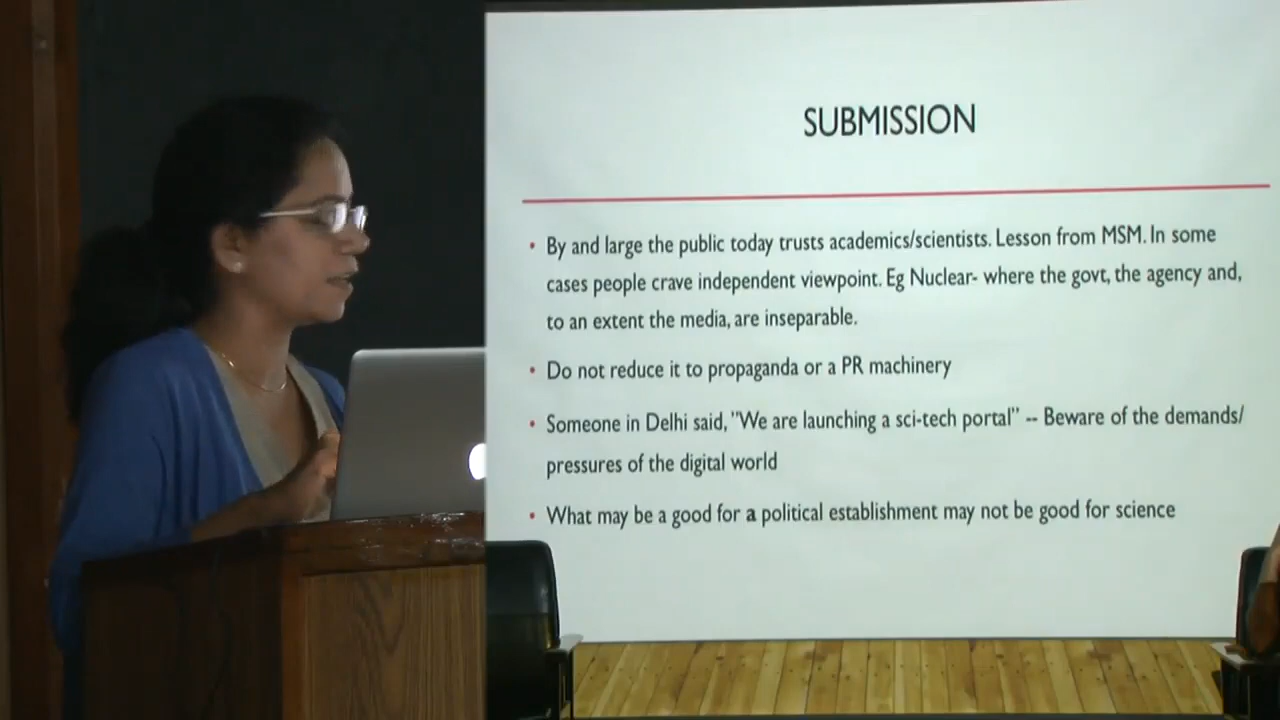 SUBMISSION
• By and large the public today trusts academics/scientists. Lesson from MSM. In some
cases people crave independent viewpoint. Eg Nuclear- where the govt, the agency and,
to an extent the media, are inseparable.
• Do not reduce it to propaganda or a PR machinery
• Someone in Delhi said, "We are launching a sci-tech portal" -- Beware of the demands/
pressures of the digital world
• What may be a good for a political establishment may not be good for science